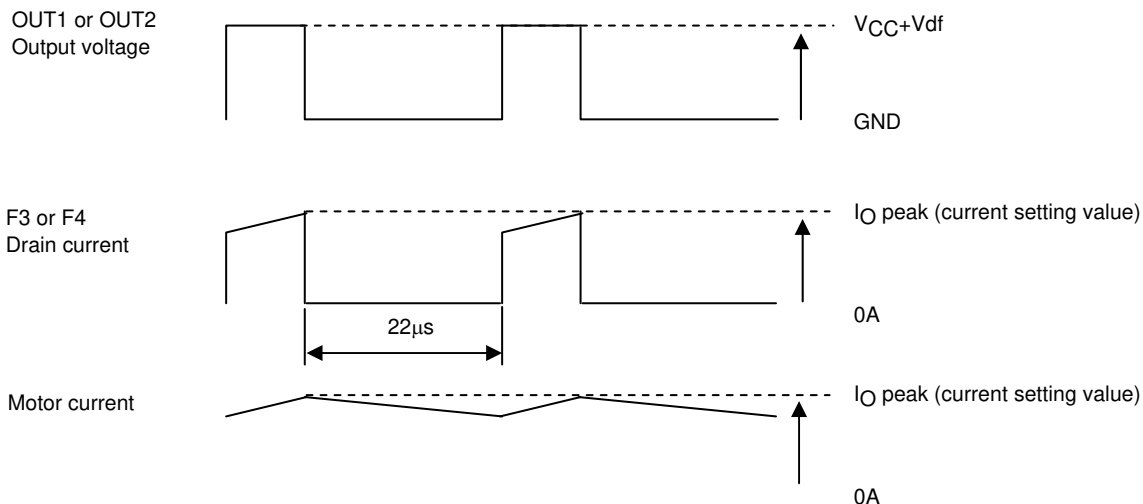 OUT1 or OUT2
Output voltage
VCC+Vdf
GND
F3 or F4
Drain current
IO peak (current setting value)
0A
22µs
Motor current
IO peak (current setting value)
0A